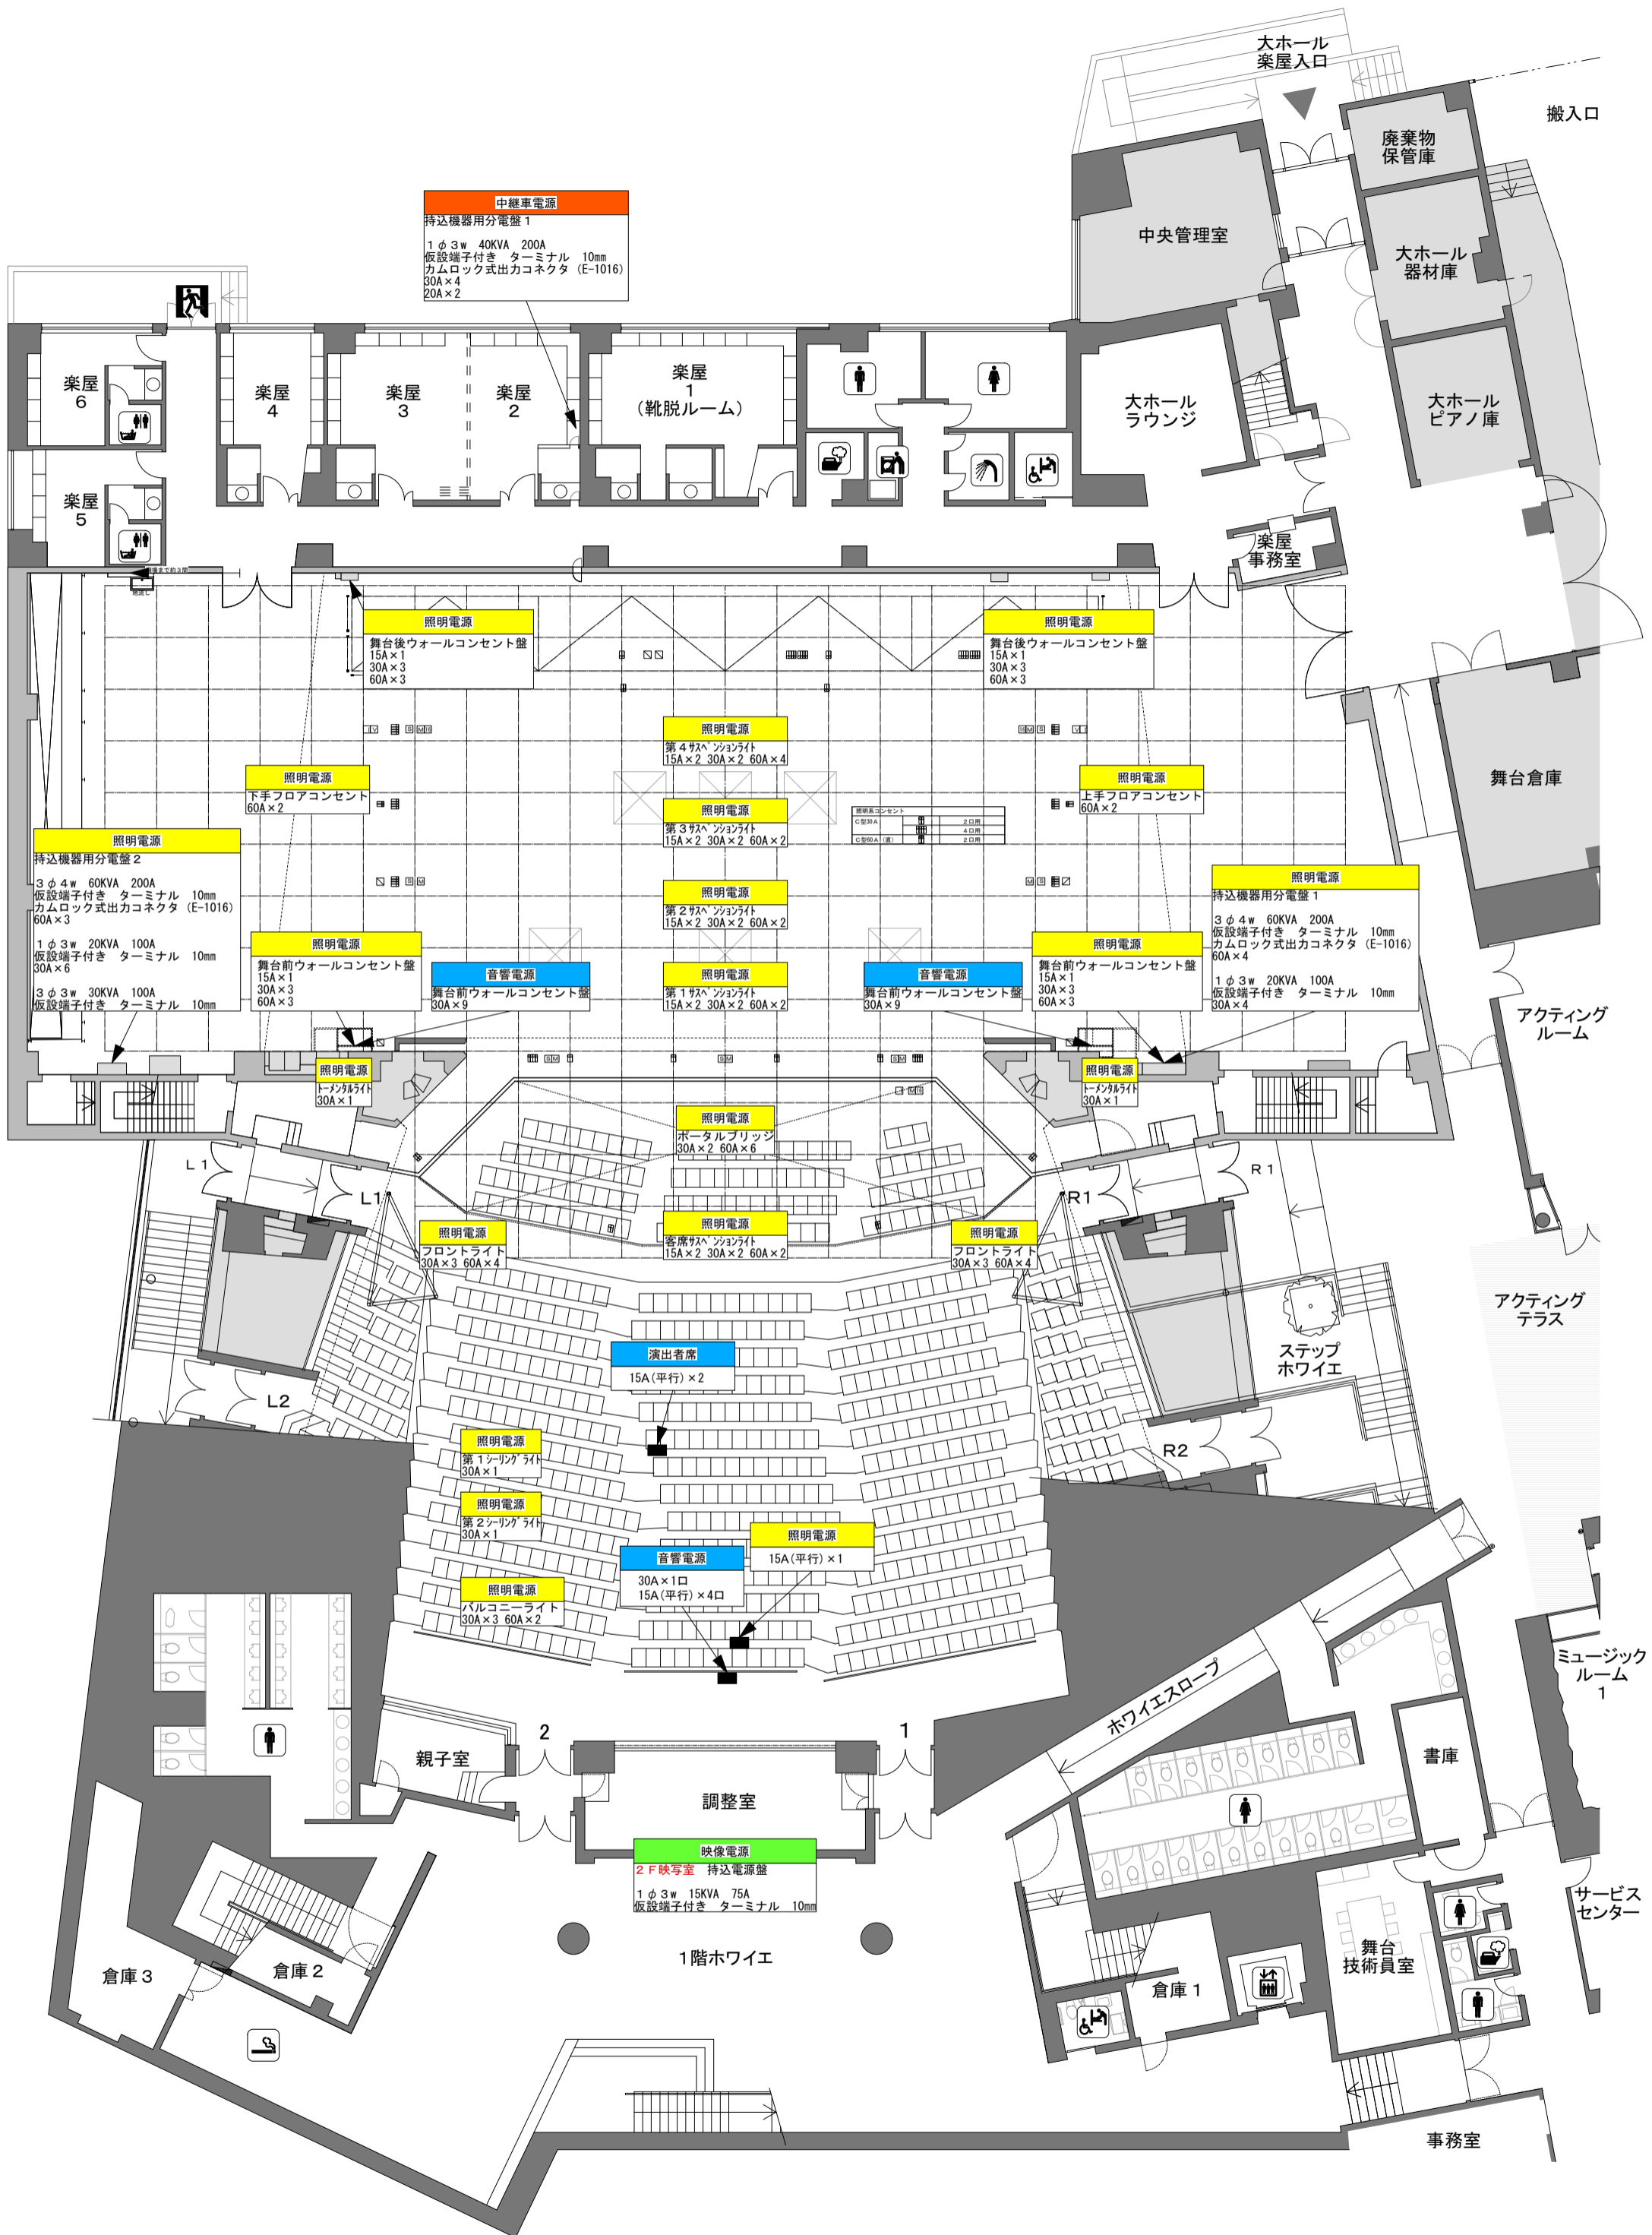 大ホール
楽屋入口
搬入口
廃棄物
保管庫
中央管理室
大ホール
器材庫
中継車電源
持込機器用分電盤１
１φ３w 40KVA 200A
仮設端子付き ターミナル 10mm
カムロック式出力コネクタ（E-1016）
30A×4
20A×2
楽屋
6
楽屋
4
楽屋
3
楽屋
2
楽屋
1
（靴脱ルーム）
大ホール
ラウンジ
大ホール
ピアノ庫
楽屋
5
楽屋
事務室
照明電源
舞台後ウォールコンセント盤
15A×1
30A×3
60A×3
照明電源
舞台後ウォールコンセント盤
15A×1
30A×3
60A×3
照明電源
第４ｻｽﾍﾟﾝｼｮﾝﾗｲﾄ
15A×2 30A×2 60A×4
舞台倉庫
照明電源
下手フロアコンセント
60A×2
照明電源
上手フロアコンセント
60A×2
照明電源
第３ｻｽﾍﾟﾝｼｮﾝﾗｲﾄ
15A×2 30A×2 60A×2
照明系コンセント
C型30A 2口用
4口用
C型60A（直） 2口用
照明電源
持込機器用分電盤２
３φ４w 60KVA 200A
仮設端子付き ターミナル 10mm
カムロック式出力コネクタ（E-1016）
60A×3
１φ３w 20KVA 100A
仮設端子付き ターミナル 10mm
30A×6
３φ３w 30KVA 100A
仮設端子付き ターミナル 10mm
照明電源
第２ｻｽﾍﾟﾝｼｮﾝﾗｲﾄ
15A×2 30A×2 60A×2
照明電源
持込機器用分電盤１
３φ４w 60KVA 200A
仮設端子付き ターミナル 10mm
カムロック式出力コネクタ（E-1016）
60A×4
１φ３w 20KVA 100A
仮設端子付き ターミナル 10mm
30A×4
照明電源
舞台前ウォールコンセント盤
15A×1
30A×3
60A×3
音響電源
舞台前ウォールコンセント盤
30A×9
照明電源
第１ｻｽﾍﾟﾝｼｮﾝﾗｲﾄ
15A×2 30A×2 60A×2
音響電源
舞台前ウォールコンセント盤
30A×9
照明電源
舞台前ウォールコンセント盤
15A×1
30A×3
60A×3
アクティング
ルーム
照明電源
ﾄｰﾒﾝﾀﾙﾗｲﾄ
30A×1
照明電源
ﾄｰﾒﾝﾀﾙﾗｲﾄ
30A×1
照明電源
ポータルブリッジ
30A×2 60A×6
L1
L1
R1
R1
照明電源
フロントライト
30A×3 60A×4
照明電源
客席ｻｽﾍﾟﾝｼｮﾝﾗｲﾄ
15A×2 30A×2 60A×2
照明電源
フロントライト
30A×3 60A×4
アクティング
テラス
ステップ
ホワイエ
演出者席
15A(平行)×2
L2
R2
照明電源
第１ｼｰﾘﾝｸﾞﾗｲﾄ
30A×1
照明電源
第２ｼｰﾘﾝｸﾞﾗｲﾄ
30A×1
照明電源
15A(平行)×1
音響電源
30A×1口
15A(平行)×4口
照明電源
バルコニーライト
30A×3 60A×2
ミュージック
ルーム
1
ホワイエスロープ
2
1
親子室
調整室
書庫
映像電源
２Ｆ映写室 持込電源盤
１φ３w 15KVA 75A
仮設端子付き ターミナル 10mm
サービス
センター
1階ホワイエ
舞台
技術員室
倉庫３
倉庫２
倉庫１
事務室